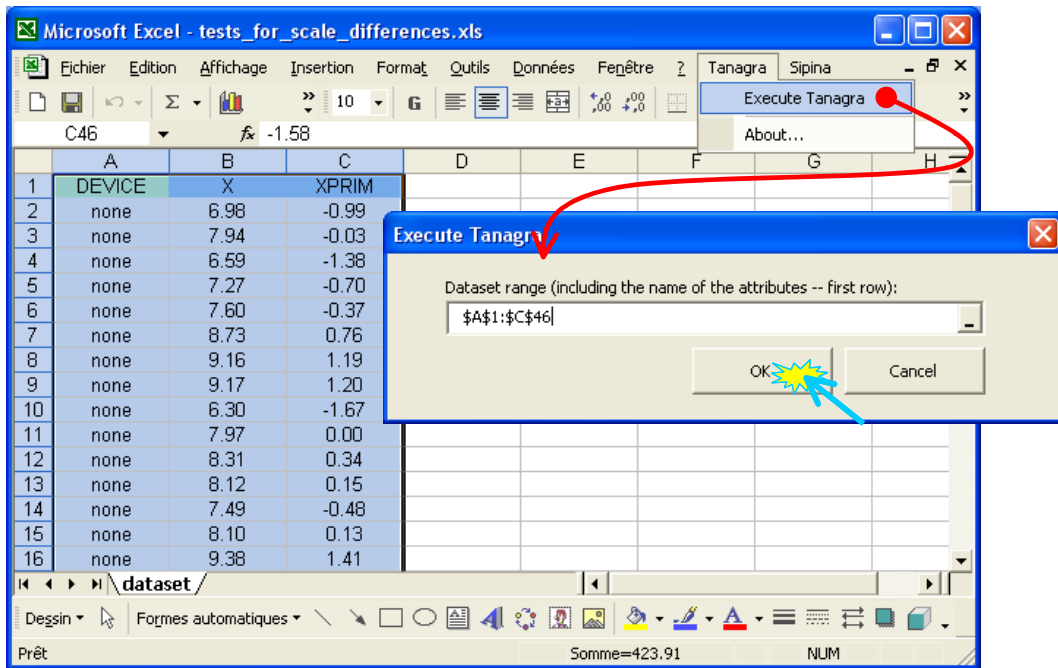 Microsoft Excel - tests_for_scale_differences.xls
Fichier Edition Affichage Insertion Format Outils Données Fenêtre ? Tanagra Sipina
10 G
Execute Tanagra
About...
C46 fx -1.58
A B C D E F G H
1 DEVICE X XPRIM
2 none 6.98 -0.99
3 none 7.94 -0.03
4 none 6.59 -1.38
5 none 7.27 -0.70
6 none 7.60 -0.37
7 none 8.73 0.76
8 none 9.16 1.19
9 none 9.17 1.20
10 none 6.30 -1.67
11 none 7.97 0.00
12 none 8.31 0.34
13 none 8.12 0.15
14 none 7.49 -0.48
15 none 8.10 0.13
16 none 9.38 1.41
Execute Tanagra
Dataset range (including the name of the attributes -- first row):
$A$1:$C$46
OK Cancel
dataset
Dessin Formes automatiques
Prêt Somme=423.91 NUM